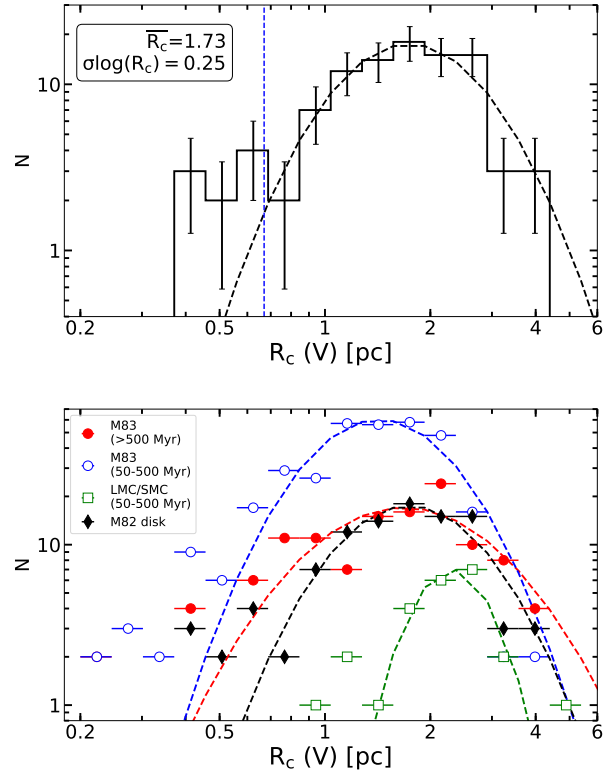 R̅c̅=1.73
σlog(Rc) = 0.25
10
1
N
0.2 0.5 1 2 4 6
Rc (V) [pc]
M83
(>500 Myr)
M83
(50-500 Myr)
LMC/SMC
(50-500 Myr)
M82 disk
10
1
N
0.2 0.5 1 2 4 6
Rc (V) [pc]